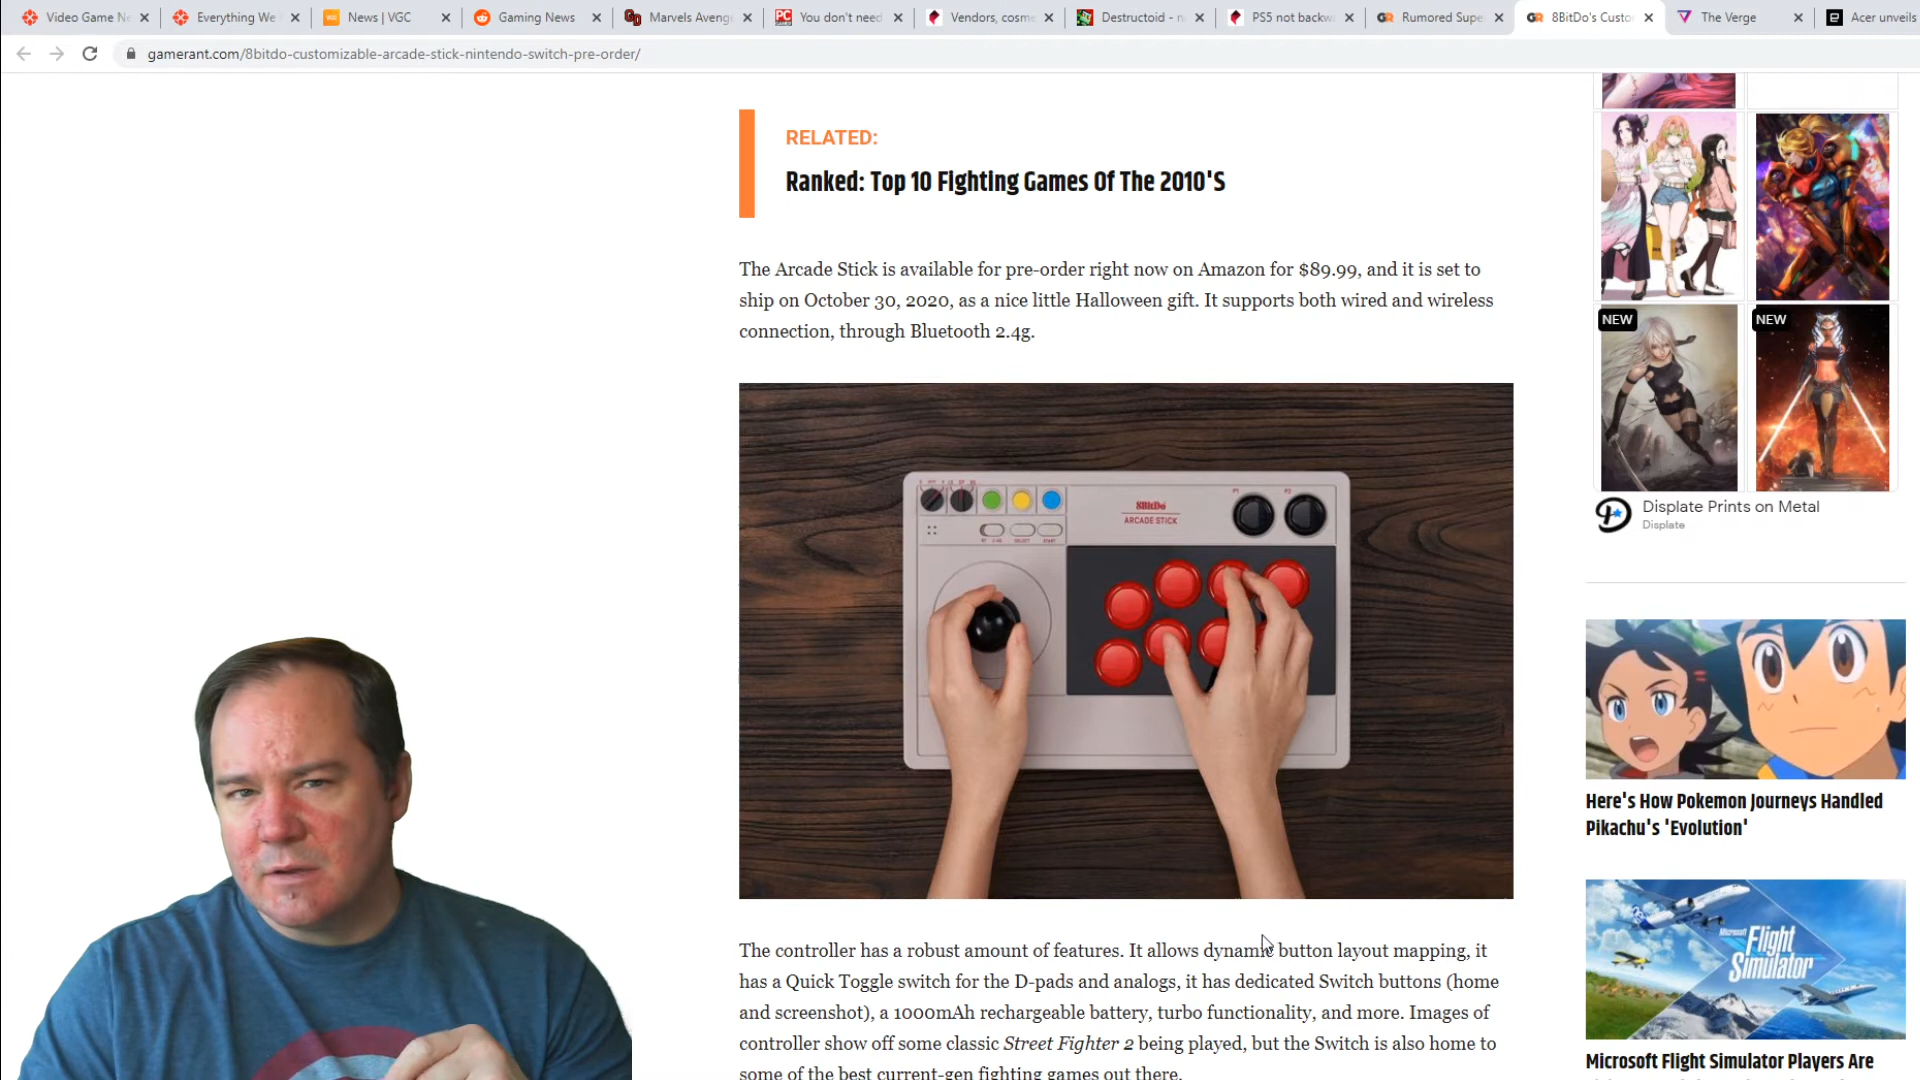 Video Game Ne
Everything We
News | VGC
Gaming News
Marvels Aveng
You don't need
Vendors, cosm
Destructoid - n
PS5 not backw
Rumored Supe
8BitDo's Custo
The Verge
Acer unveils
gamerant.com/8bitdo-customizable-arcade-stick-nintendo-switch-pre-order/
RELATED:
Ranked: Top 10 Fighting Games Of The 2010'S
The Arcade Stick is available for pre-order right now on Amazon for $89.99, and it is set to
ship on October 30, 2020, as a nice little Halloween gift. It supports both wired and wireless
connection, through Bluetooth 2.4g.
8BitDo
ARCADE STICK
P1
P2
SELECT
START
The controller has a robust amount of features. It allows dynamic button layout mapping, it
has a Quick Toggle switch for the D-pads and analogs, it has dedicated Switch buttons (home
and screenshot), a 1000mAh rechargeable battery, turbo functionality, and more. Images of
controller show off some classic Street Fighter 2 being played, but the Switch is also home to
some of the best current-gen fighting games out there.
NEW
NEW
Displate Prints on Metal
Displate
Here's How Pokemon Journeys Handled
Pikachu's 'Evolution'
Microsoft
Flight
Simulator
Microsoft Flight Simulator Players Are